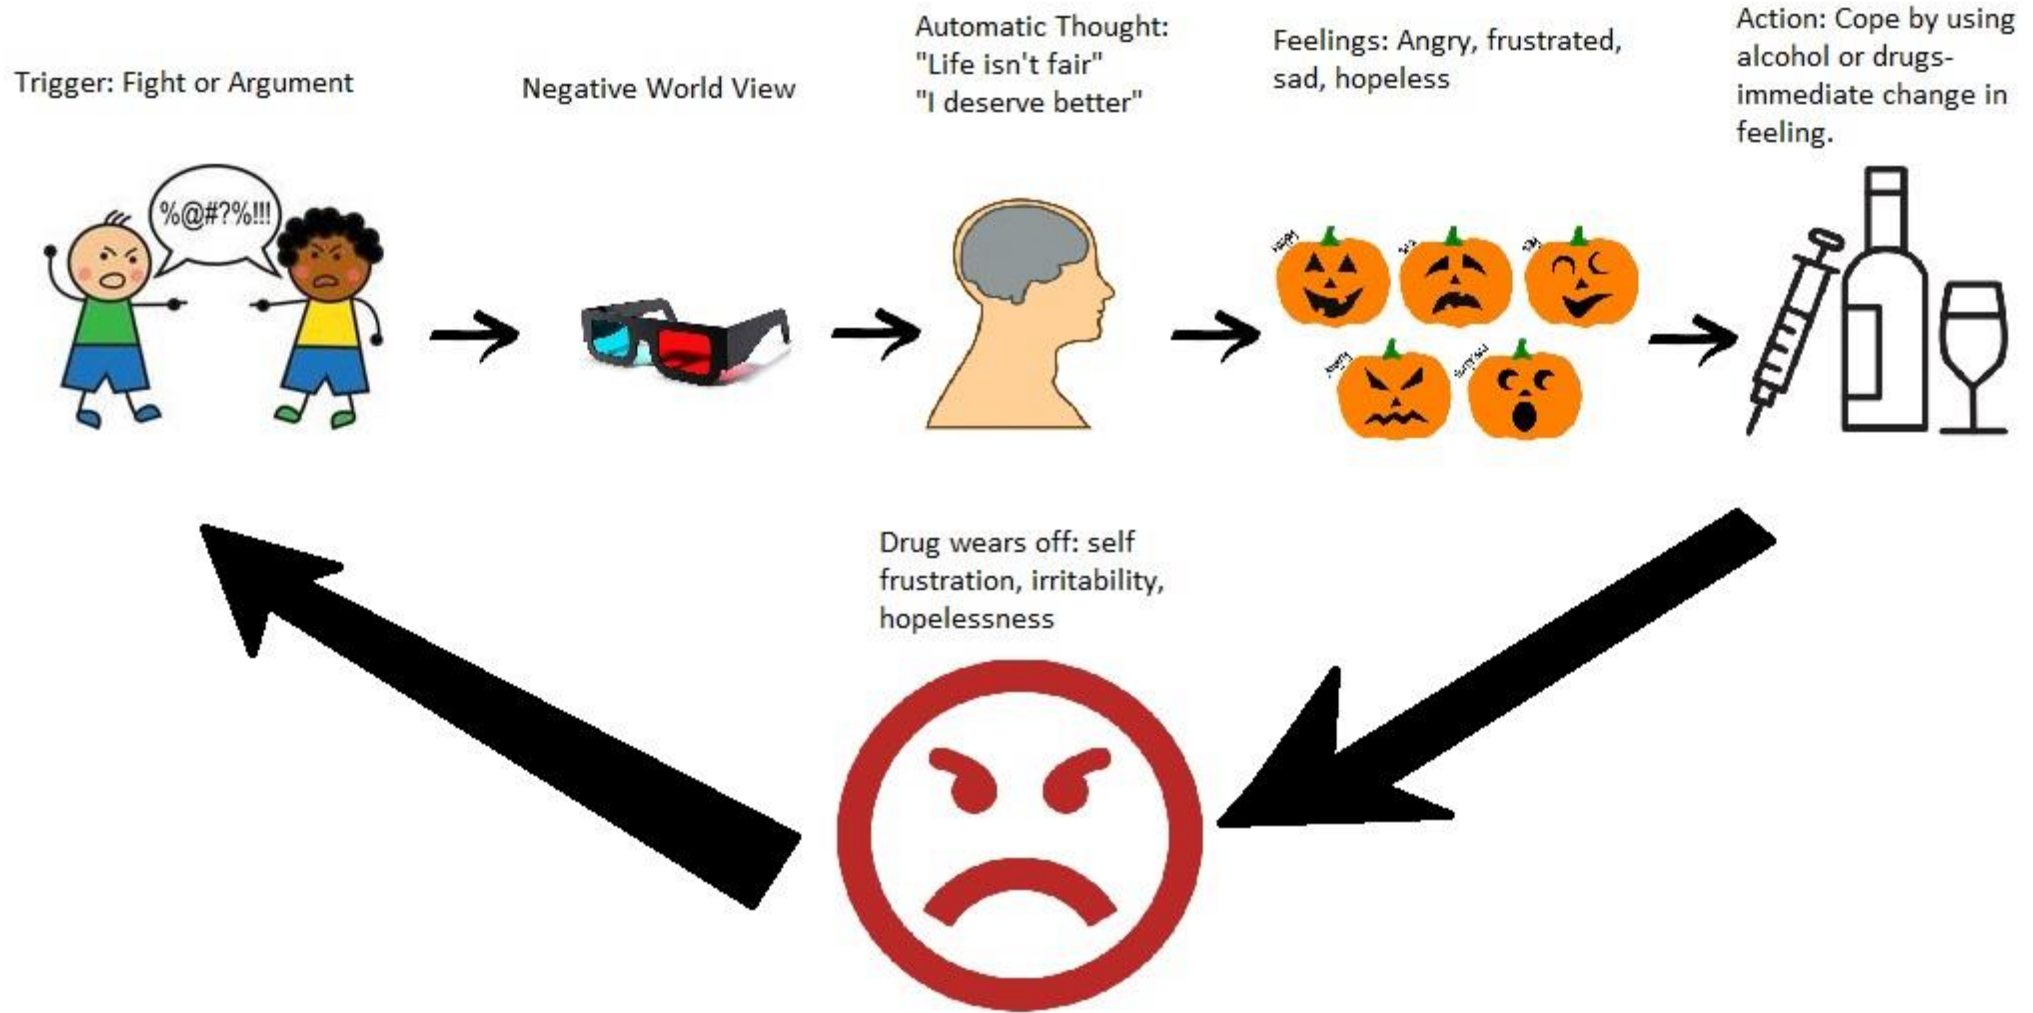 Trigger: Fight or Argument
Negative World View
Automatic Thought:
"Life isn't fair"
"I deserve better"
Feelings: Angry, frustrated,
sad, hopeless
Action: Cope by using
alcohol or drugs-
immediate change in
feeling.
%@#?%!!!
Drug wears off: self
frustration, irritability,
hopelessness